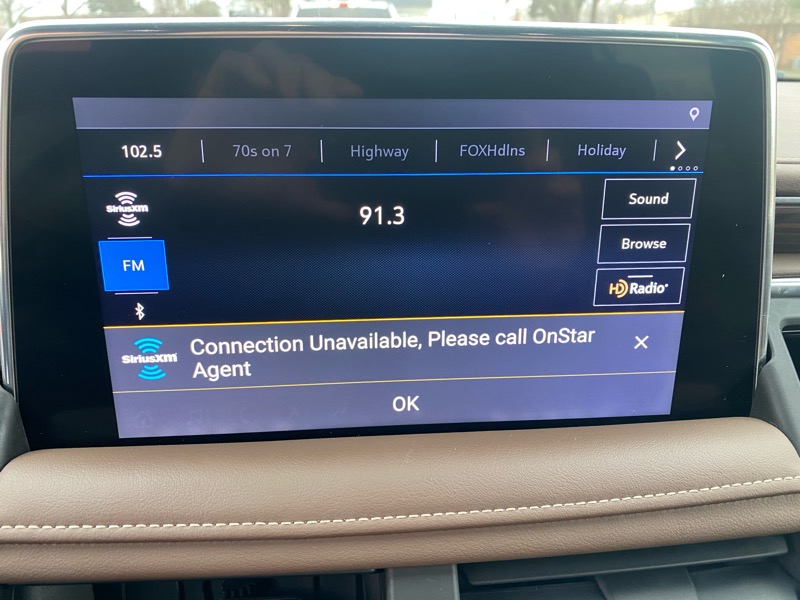 102.5 70s on 7 Highway FOXHdlns Holiday
SiriusXM
91.3
Sound
FM
Browse
HD Radio
SiriusXM
Connection Unavailable, Please call OnStar
Agent
OK